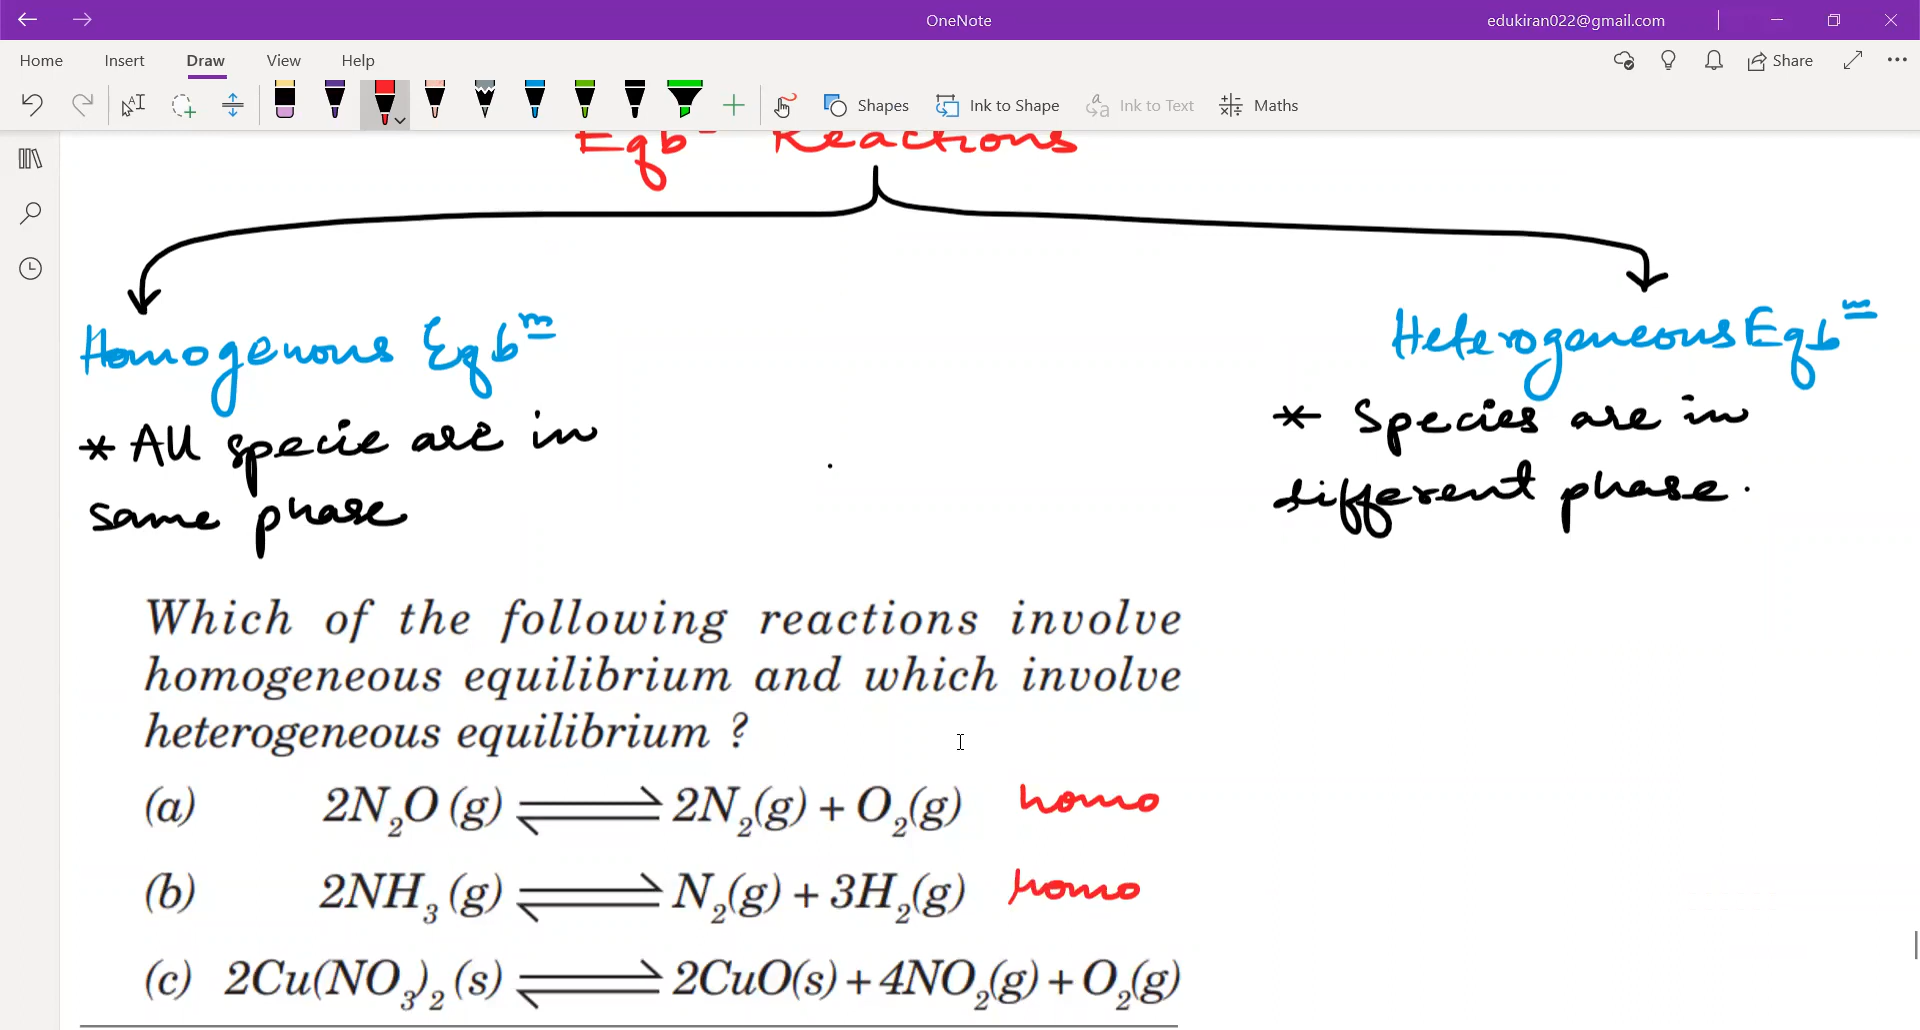 OneNote
edukiran022@gmail.com
Home Insert Draw View Help
Share
Shapes Ink to Shape Ink to Text Maths
Eqb^m Reactions
Homogenous Eqb^m
Heterogeneous Eqb^m
* All specie are in
same phase
* Species are in
different phase.
Which of the following reactions involve
homogeneous equilibrium and which involve
heterogeneous equilibrium ?
(a) 2N₂O (g) ⇌ 2N₂(g) + O₂(g) homo
(b) 2NH₃ (g) ⇌ N₂(g) + 3H₂(g) homo
(c) 2Cu(NO₃)₂ (s) ⇌ 2CuO(s) + 4NO₂(g) + O₂(g)